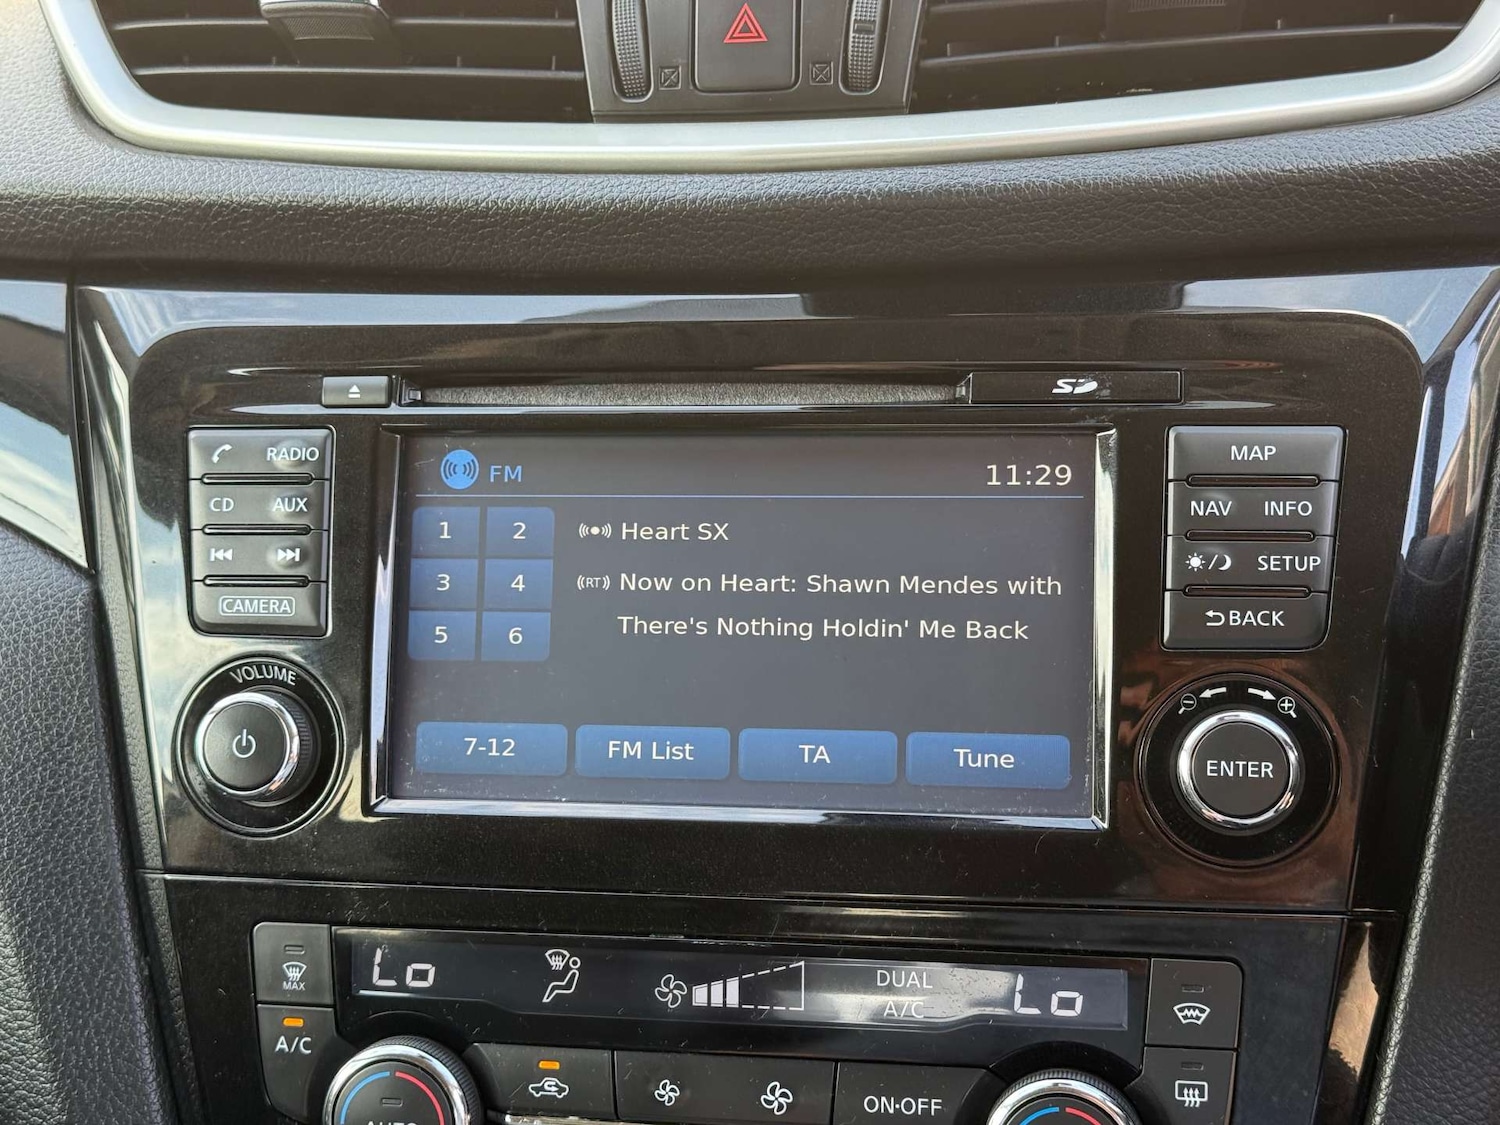 SD
RADIO
CD AUX
CAMERA
VOLUME
FM 11:29
1 2 Heart SX
3 4 RT Now on Heart: Shawn Mendes with
There's Nothing Holdin' Me Back
5 6
7-12 FM List TA Tune
MAP
NAV INFO
SETUP
BACK
ENTER
MAX
Lo DUAL Lo
A/C
A/C
ON·OFF
AUTO